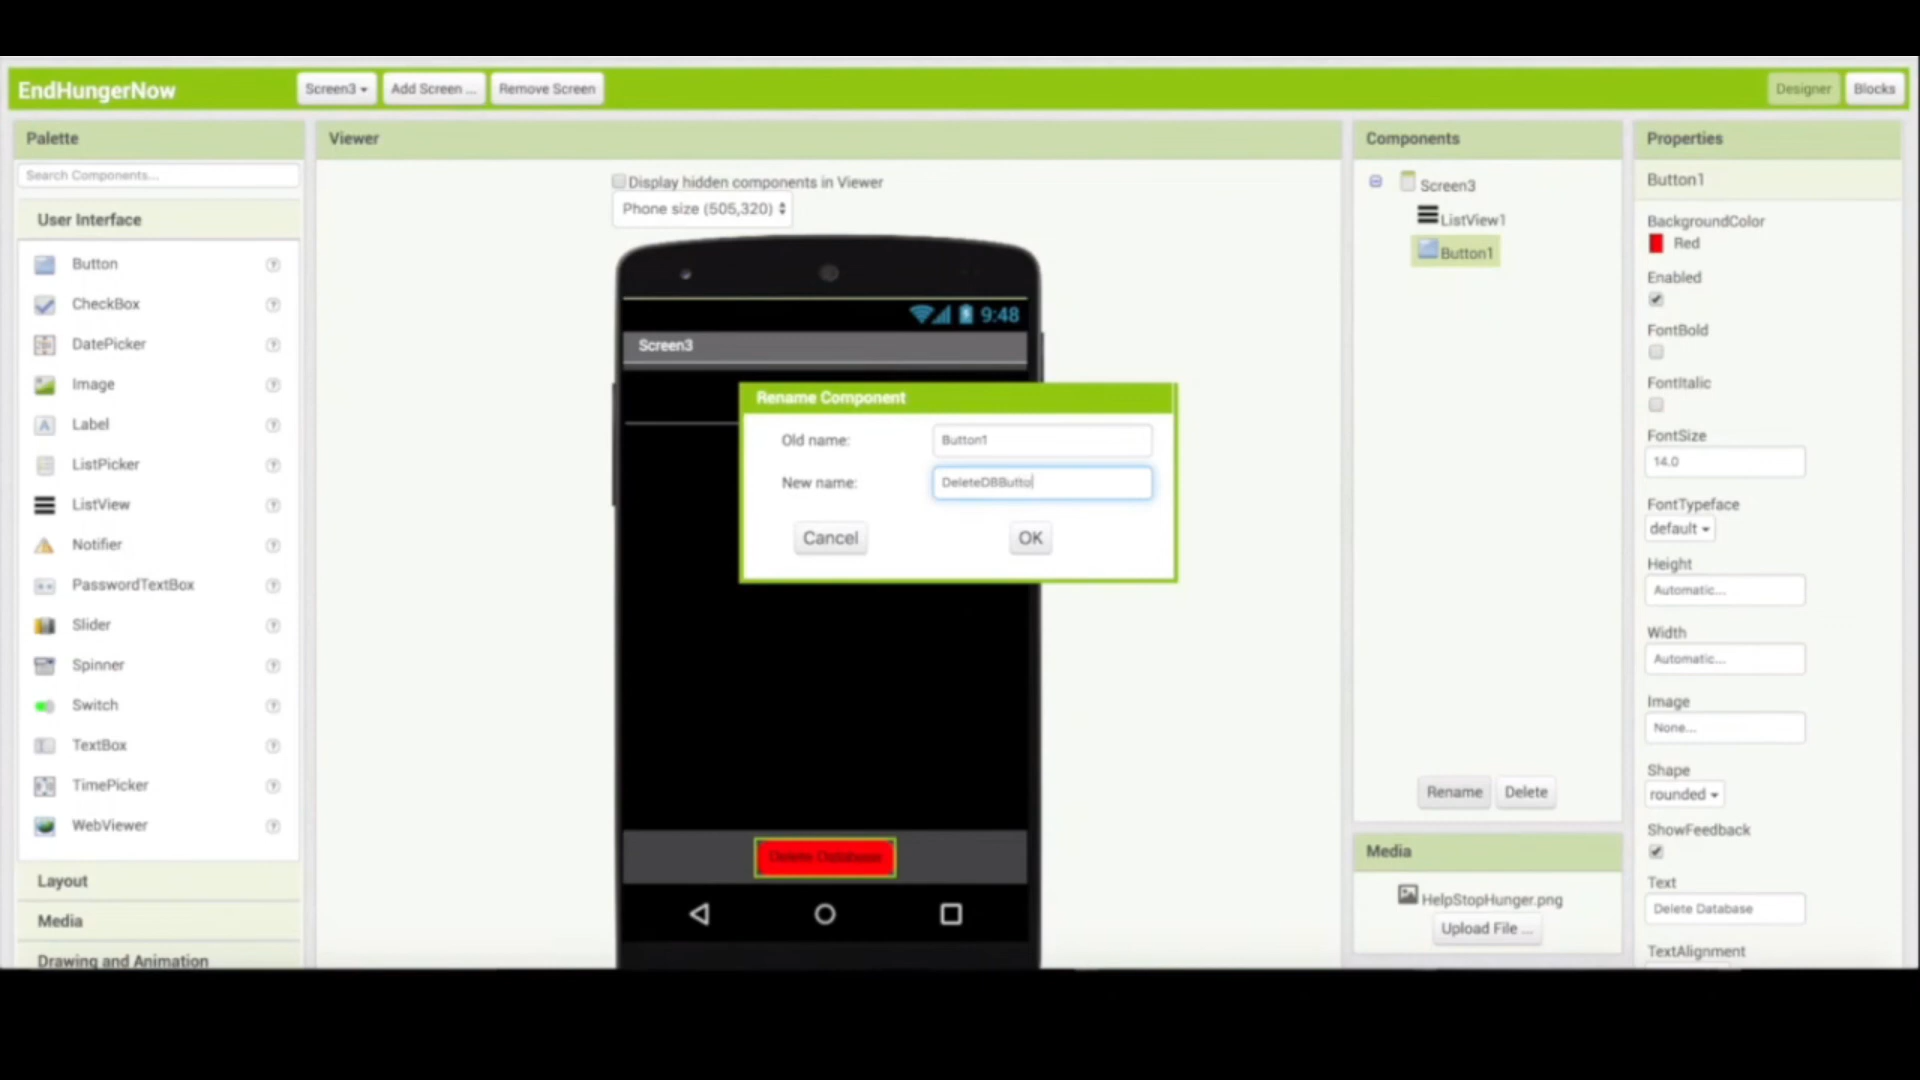 EndHungerNow
Screen3
Add Screen ...
Remove Screen
Designer
Blocks
Palette
Search Components...
User Interface
Button
CheckBox
DatePicker
Image
Label
ListPicker
ListView
Notifier
PasswordTextBox
Slider
Spinner
Switch
TextBox
TimePicker
WebViewer
Layout
Media
Drawing and Animation
Viewer
Display hidden components in Viewer
Phone size (505,320)
9:48
Screen3
Rename Component
Old name:
Button1
New name:
DeleteDBButto
Cancel
OK
Delete Database
Components
Screen3
ListView1
Button1
Rename
Delete
Media
HelpStopHunger.png
Upload File ...
Properties
Button1
BackgroundColor
Red
Enabled
FontBold
FontItalic
FontSize
14.0
FontTypeface
default
Height
Automatic...
Width
Automatic...
Image
None...
Shape
rounded
ShowFeedback
Text
Delete Database
TextAlignment